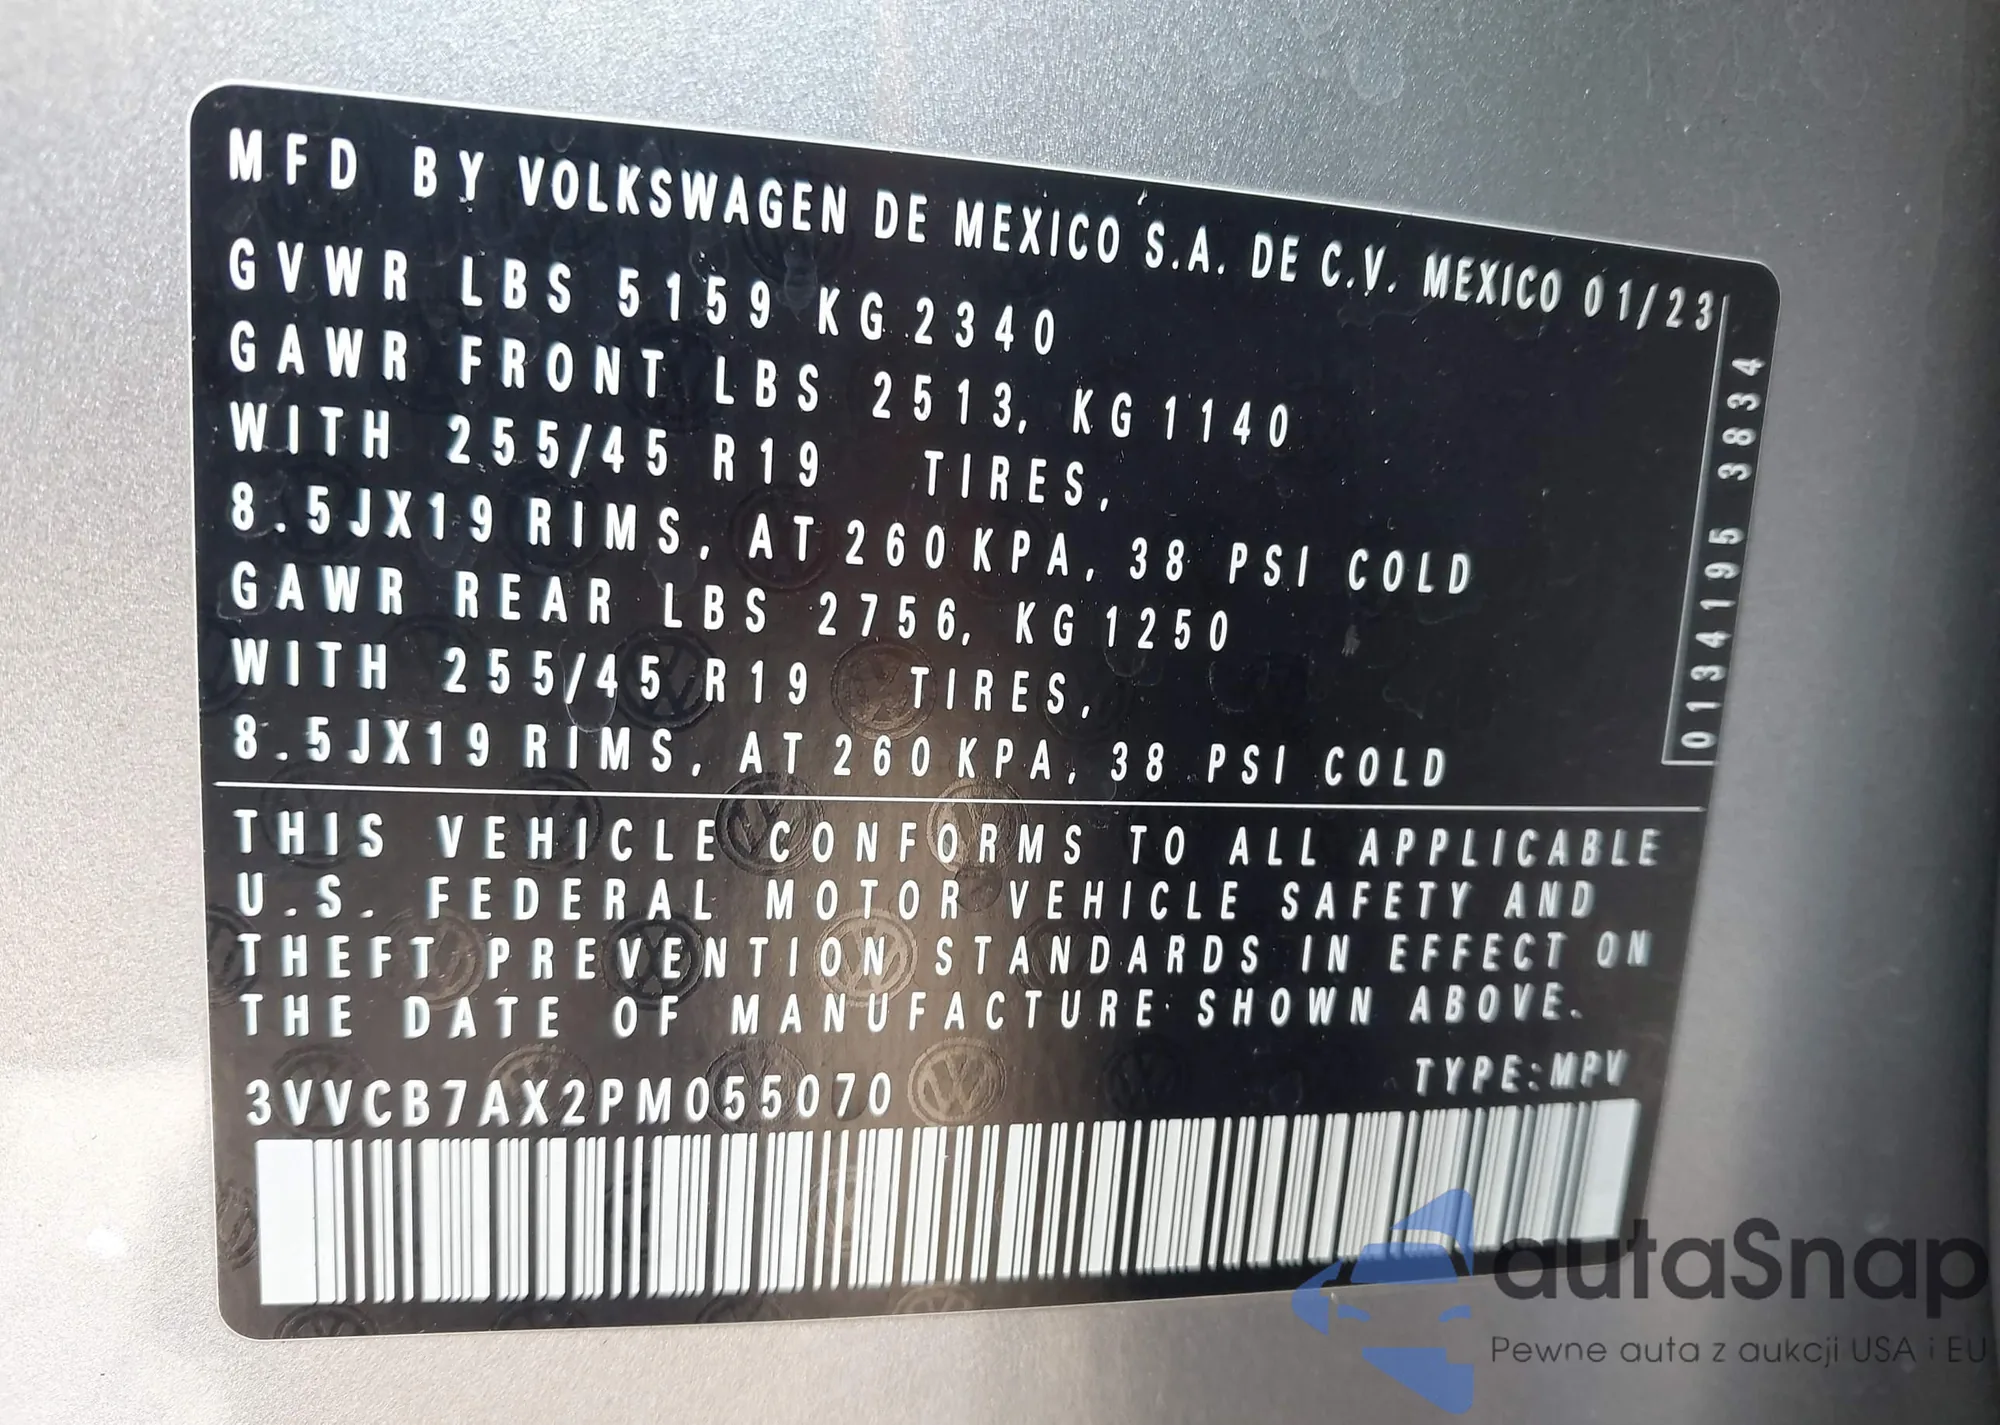 MFD BY VOLKSWAGEN DE MEXICO S.A. DE C.V. MEXICO 01/23
GVWR LBS 5159 KG 2340
GAWR FRONT LBS 2513, KG 1140
WITH 255/45 R19 TIRES,
8.5JX19 RIMS, AT 260 KPA, 38 PSI COLD
GAWR REAR LBS 2756, KG 1250
WITH 255/45 R19 TIRES,
8.5JX19 RIMS, AT 260 KPA, 38 PSI COLD
0134195 3834
THIS VEHICLE CONFORMS TO ALL APPLICABLE
U.S. FEDERAL MOTOR VEHICLE SAFETY AND
THEFT PREVENTION STANDARDS IN EFFECT ON
THE DATE OF MANUFACTURE SHOWN ABOVE.
TYPE:MPV
3VVCB7AX2PM055070
autaSnap
Pewne auta z aukcji USA i EU